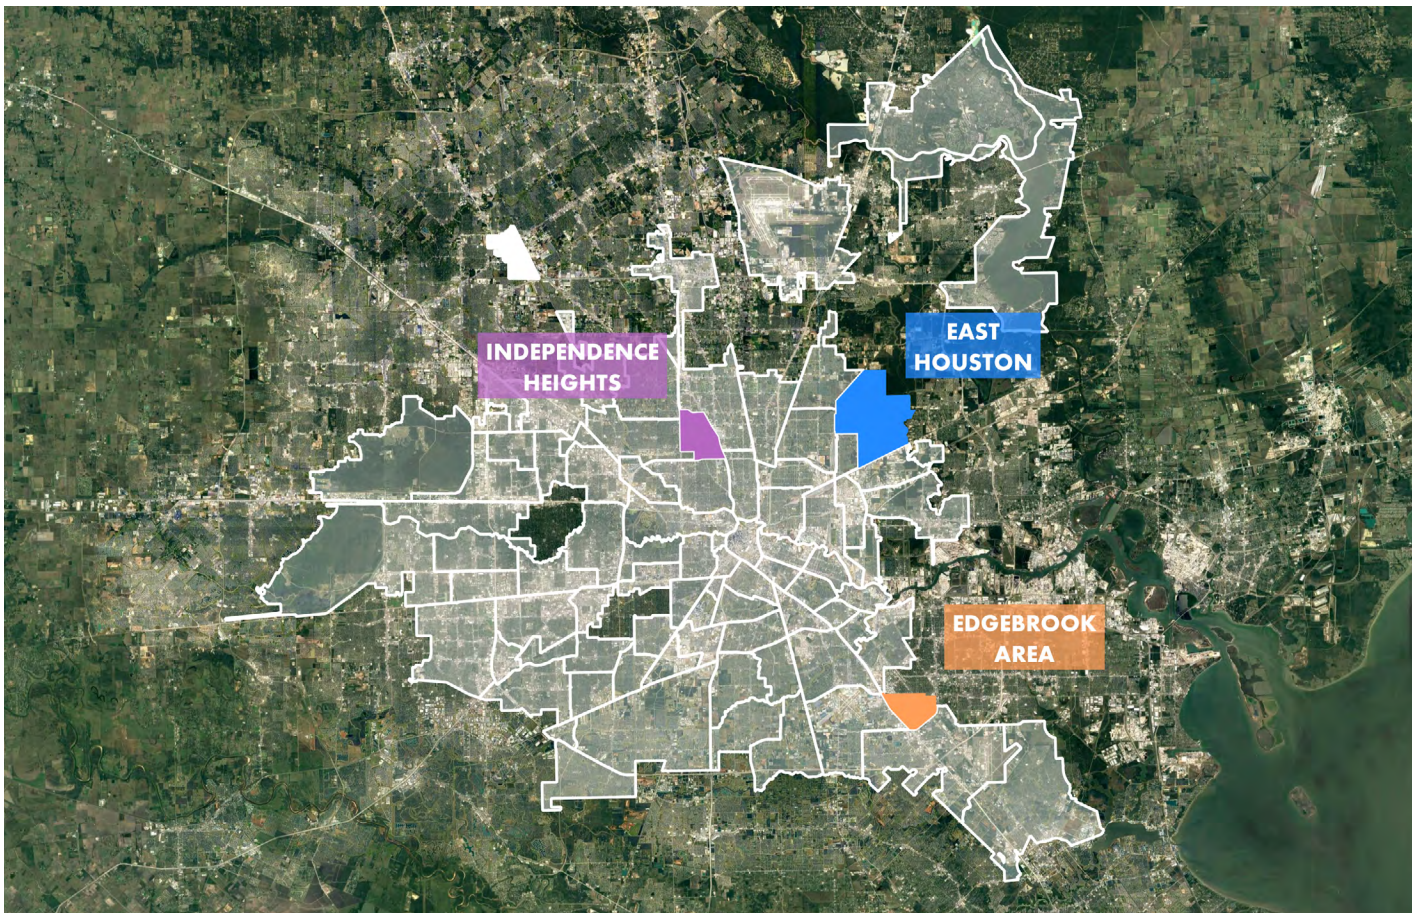 INDEPENDENCE
HEIGHTS
EAST
HOUSTON
EDGEBROOK
AREA